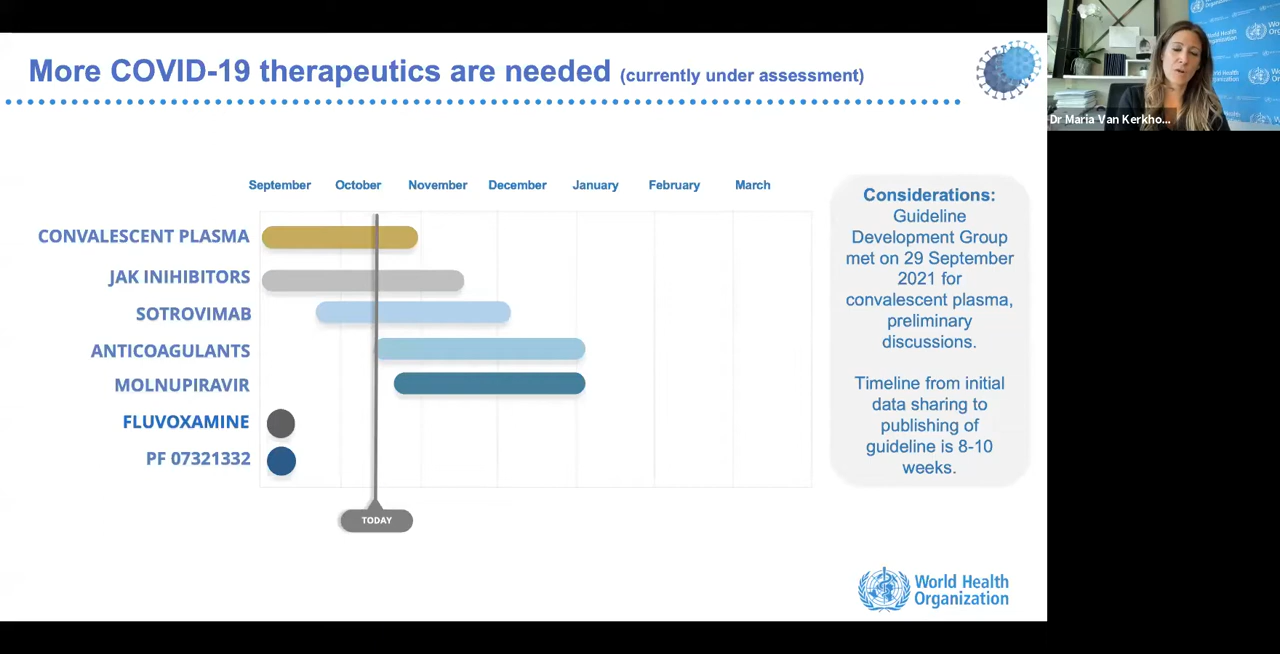 More COVID-19 therapeutics are needed (currently under assessment)
Dr Maria Van Kerkho...
September October November December January February March
CONVALESCENT PLASMA
JAK INIHIBITORS
SOTROVIMAB
ANTICOAGULANTS
MOLNUPIRAVIR
FLUVOXAMINE
PF 07321332
TODAY
Considerations:
Guideline
Development Group
met on 29 September
2021 for
convalescent plasma,
preliminary
discussions.
Timeline from initial
data sharing to
publishing of
guideline is 8-10
weeks.
World Health
Organization